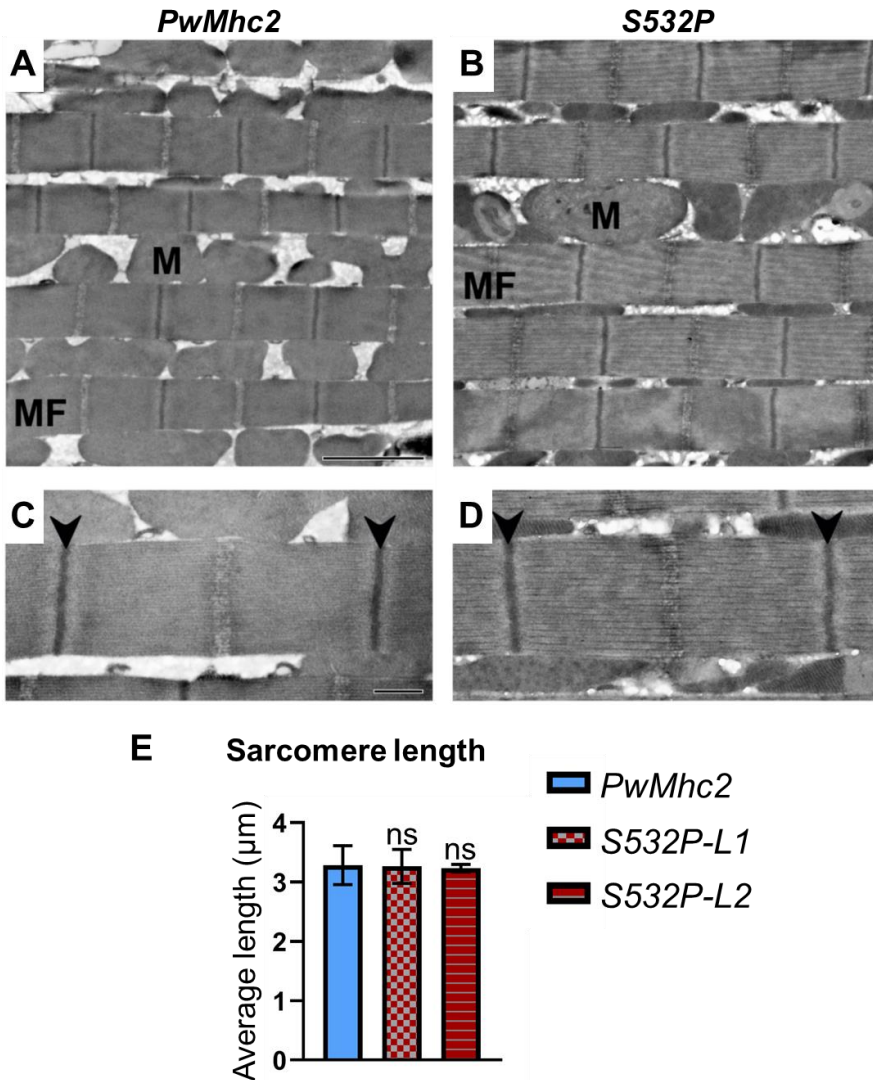 PwMhc2 S532P
A B
M M
MF MF
C D
E Sarcomere length
PwMhc2
S532P-L1
S532P-L2
Average length (µm)
4
3
2
1
0
ns
ns